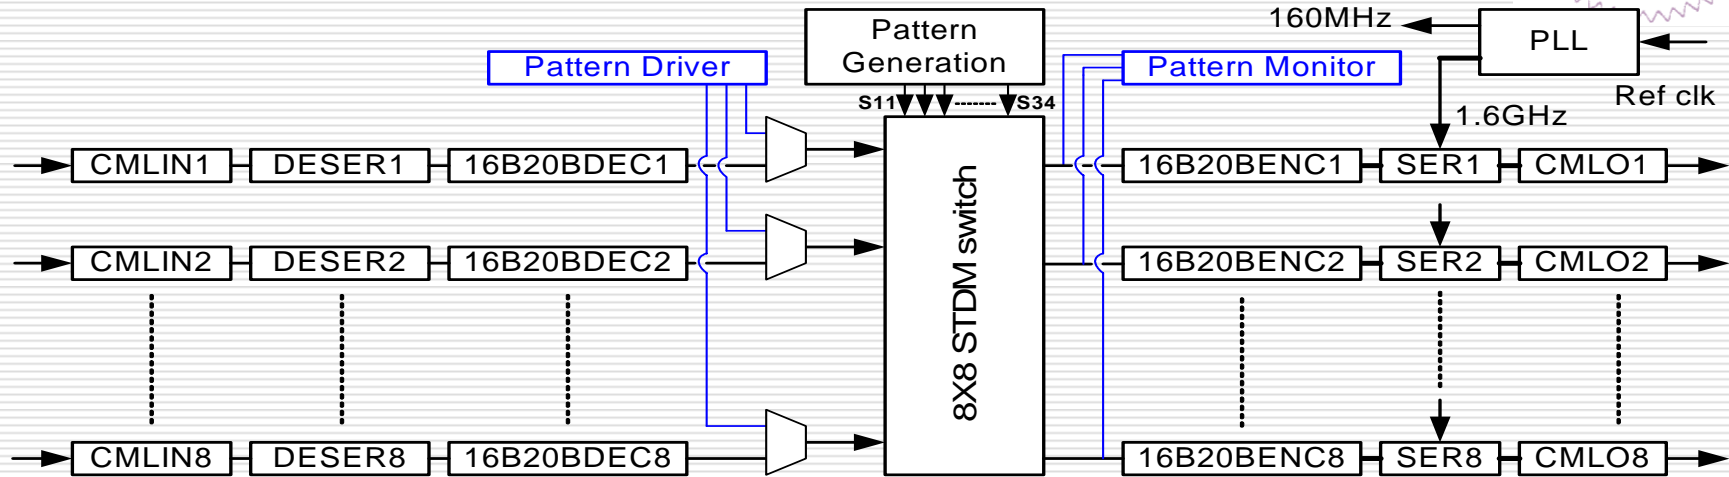 160MHz
PLL
Pattern
Generation
Pattern Driver
Pattern Monitor
Ref clk
S11
S34
1.6GHz
CMLIN1
DESER1
16B20BDEC1
16B20BENC1
SER1
CMLO1
8X8 STDM switch
CMLIN2
DESER2
16B20BDEC2
16B20BENC2
SER2
CMLO2
CMLIN8
DESER8
16B20BDEC8
16B20BENC8
SER8
CMLO8